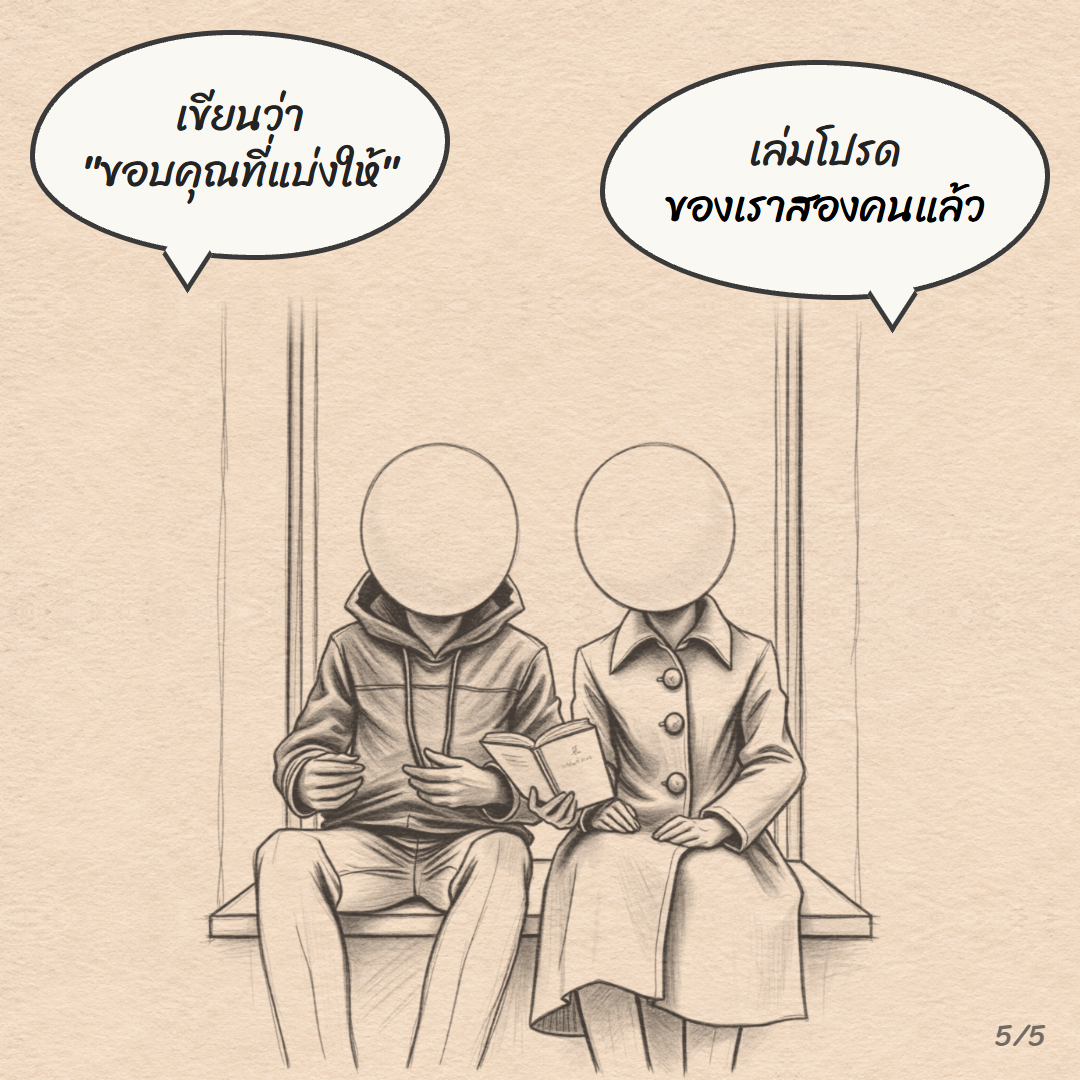 เขียนว่า
"ขอบคุณที่แบ่งให้"
เล่มโปรด
ของเราสองคนแล้ว
5/5